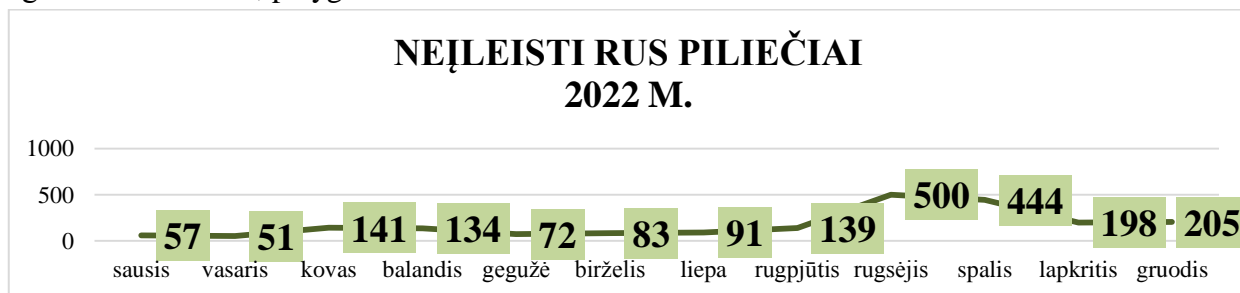 NEĮLEISTI RUS PILIEČIAI
2022 M.
1000
500
0
57 51 141 134 72 83 91 139 500 444 198 205
sausis vasaris kovas balandis gegužė birželis liepa rugpjūtis rugsėjis spalis lapkritis gruodis